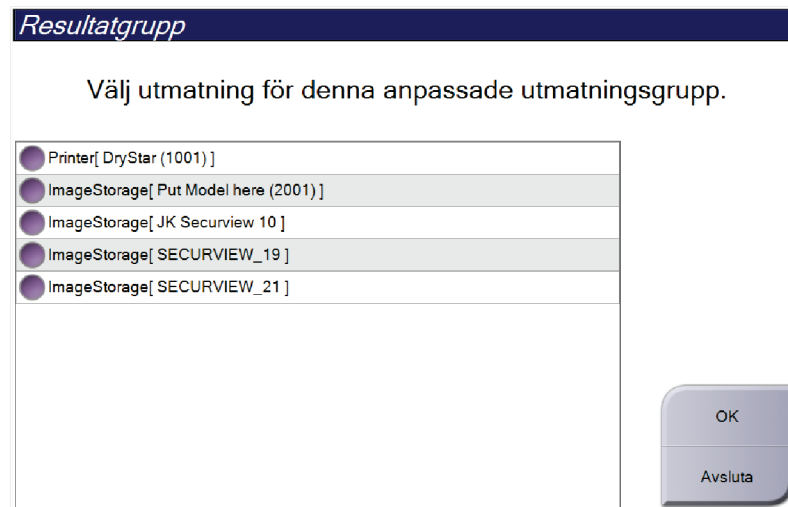 Resultatgrupp
Välj utmatning för denna anpassade utmatningsgrupp.
Printer[ DryStar (1001) ]
ImageStorage[ Put Model here (2001) ]
ImageStorage[ JK Securview 10 ]
ImageStorage[ SECURVIEW_19 ]
ImageStorage[ SECURVIEW_21 ]
OK
Avsluta